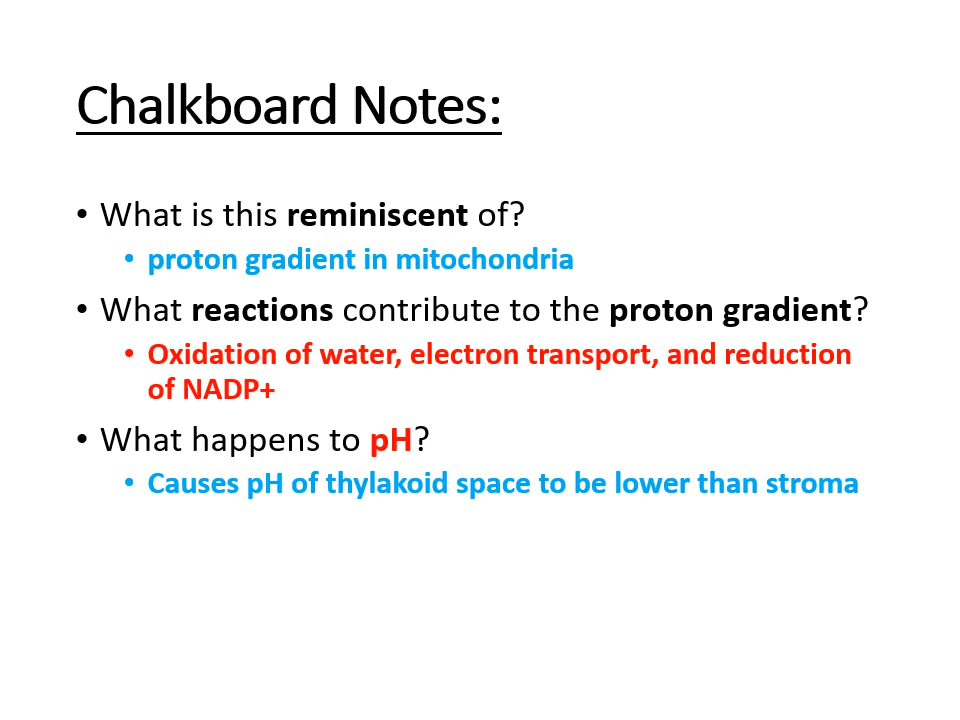 Chalkboard Notes:
• What is this reminiscent of?
• proton gradient in mitochondria
• What reactions contribute to the proton gradient?
• Oxidation of water, electron transport, and reduction
of NADP+
• What happens to pH?
• Causes pH of thylakoid space to be lower than stroma